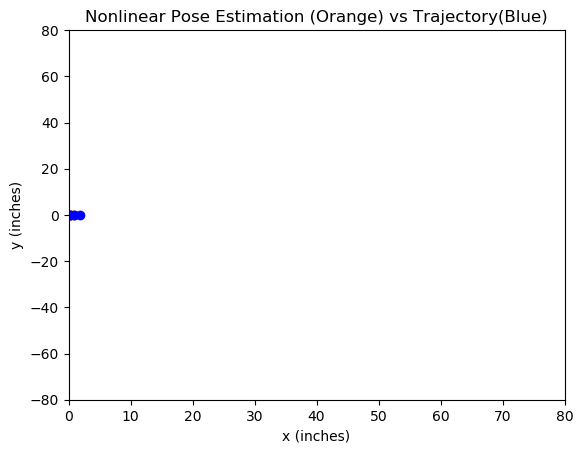 Nonlinear Pose Estimation (Orange) vs Trajectory(Blue)
80
60
40
20
0
−20
−40
−60
−80
y (inches)
0 10 20 30 40 50 60 70 80
x (inches)